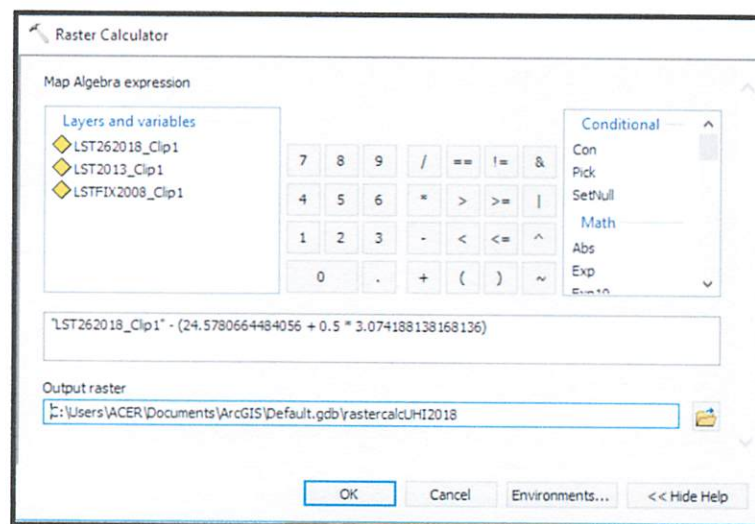 Raster Calculator
Map Algebra expression
Layers and variables
LST262018_Clip1
LST2013_Clip1
LSTFIX2008_Clip1
7 8 9 / == != &
4 5 6 * > >= |
1 2 3 - < <= ^
0 . + ( ) ~
Conditional
Con
Pick
SetNull
Math
Abs
Exp
Exp10
"LST262018_Clip1" - (24.5780664484056 + 0.5 * 3.074188138168136)
Output raster
C:\Users\ACER\Documents\ArcGIS\Default.gdb\rastercalcUHI2018
OK Cancel Environments... << Hide Help